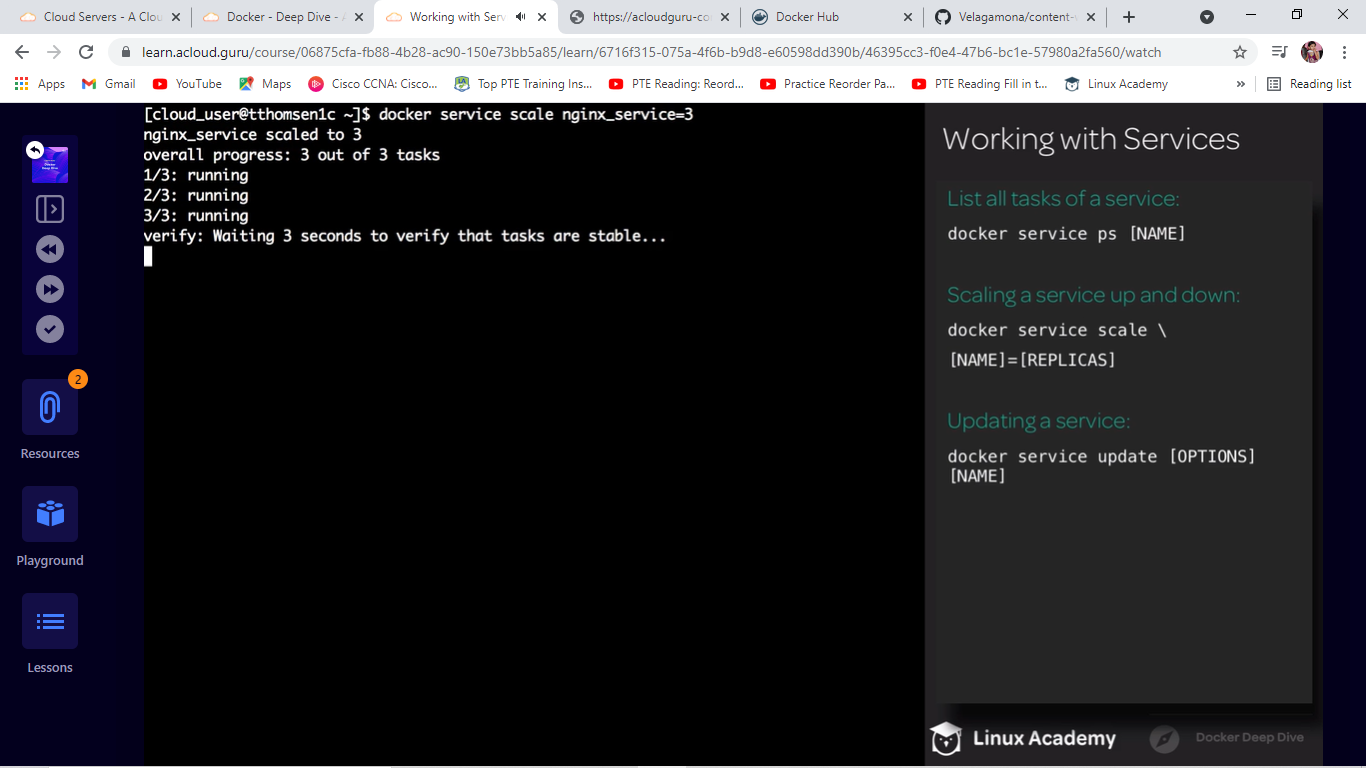 Cloud Servers - A Clou
Docker - Deep Dive - A
Working with Serv
https://acloudguru-co
Docker Hub
Velagamona/content-
learn.acloud.guru/course/06875cfa-fb88-4b28-ac90-150e73bb5a85/learn/6716f315-075a-4f6b-b9d8-e60598dd390b/46395cc3-f0e4-47b6-bc1e-57980a2fa560/watch
Apps
Gmail
YouTube
Maps
Cisco CCNA: Cisco...
Top PTE Training Ins...
PTE Reading: Reord...
Practice Reorder Pa...
PTE Reading Fill in t...
Linux Academy
»
Reading list
Docker
Deep Dive
2
Resources
Playground
Lessons
[cloud_user@tthomsen1c ~]$ docker service scale nginx_service=3
nginx_service scaled to 3
overall progress: 3 out of 3 tasks
1/3: running
2/3: running
3/3: running
verify: Waiting 3 seconds to verify that tasks are stable...
Working with Services
List all tasks of a service:
docker service ps [NAME]
Scaling a service up and down:
docker service scale \
[NAME]=[REPLICAS]
Updating a service:
docker service update [OPTIONS]
[NAME]
Linux Academy
Docker Deep Dive